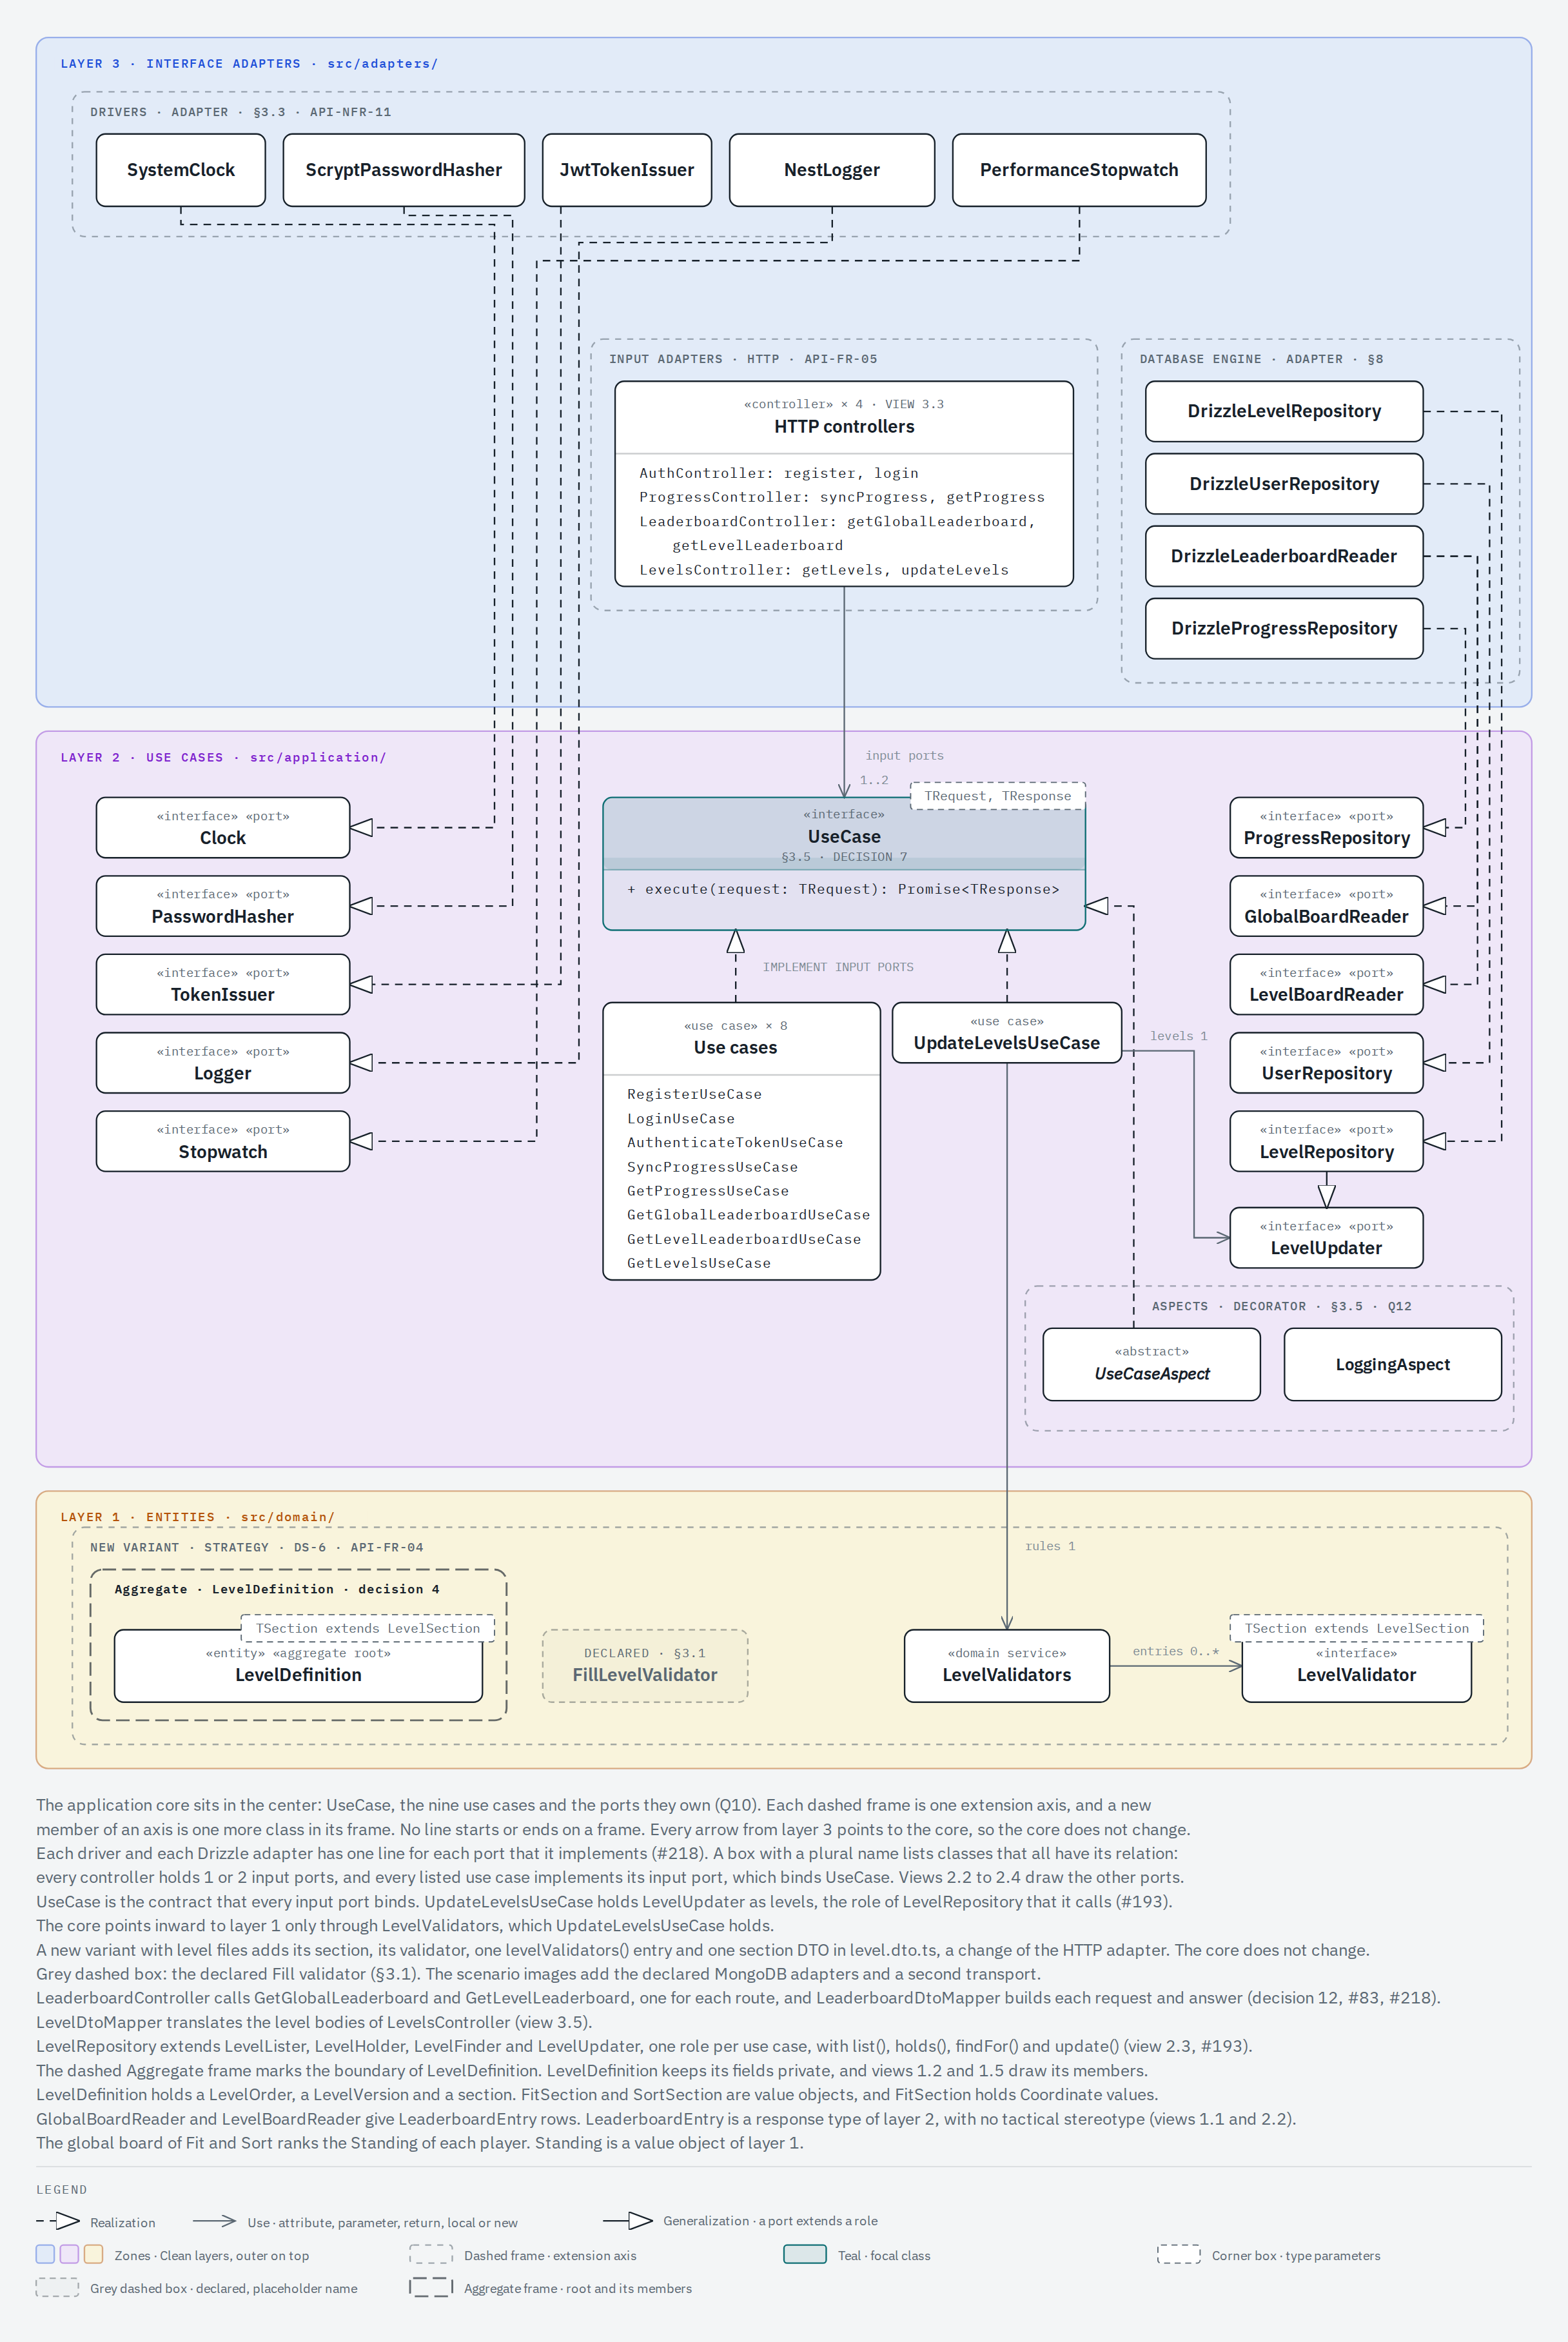 LAYER 3 · INTERFACE ADAPTERS · src/adapters/
DRIVERS · ADAPTER · §3.3 · API-NFR-11
SystemClock
ScryptPasswordHasher
JwtTokenIssuer
NestLogger
PerformanceStopwatch
INPUT ADAPTERS · HTTP · API-FR-05
«controller» × 4 · VIEW 3.3
HTTP controllers
AuthController: register, login
ProgressController: syncProgress, getProgress
LeaderboardController: getGlobalLeaderboard,
getLevelLeaderboard
LevelsController: getLevels, updateLevels
DATABASE ENGINE · ADAPTER · §8
DrizzleLevelRepository
DrizzleUserRepository
DrizzleLeaderboardReader
DrizzleProgressRepository
LAYER 2 · USE CASES · src/application/
input ports
1..2
«interface» «port»
Clock
«interface» «port»
PasswordHasher
«interface» «port»
TokenIssuer
«interface» «port»
Logger
«interface» «port»
Stopwatch
TRequest, TResponse
«interface»
UseCase
§3.5 · DECISION 7
+ execute(request: TRequest): Promise<TResponse>
IMPLEMENT INPUT PORTS
«use case» × 8
Use cases
RegisterUseCase
LoginUseCase
AuthenticateTokenUseCase
SyncProgressUseCase
GetProgressUseCase
GetGlobalLeaderboardUseCase
GetLevelLeaderboardUseCase
GetLevelsUseCase
«use case»
UpdateLevelsUseCase
levels 1
«interface» «port»
ProgressRepository
«interface» «port»
GlobalBoardReader
«interface» «port»
LevelBoardReader
«interface» «port»
UserRepository
«interface» «port»
LevelRepository
«interface» «port»
LevelUpdater
ASPECTS · DECORATOR · §3.5 · Q12
«abstract»
UseCaseAspect
LoggingAspect
LAYER 1 · ENTITIES · src/domain/
NEW VARIANT · STRATEGY · DS-6 · API-FR-04
rules 1
Aggregate · LevelDefinition · decision 4
TSection extends LevelSection
«entity» «aggregate root»
LevelDefinition
DECLARED · §3.1
FillLevelValidator
«domain service»
LevelValidators
entries 0..*
TSection extends LevelSection
«interface»
LevelValidator
The application core sits in the center: UseCase, the nine use cases and the ports they own (Q10). Each dashed frame is one extension axis, and a new
member of an axis is one more class in its frame. No line starts or ends on a frame. Every arrow from layer 3 points to the core, so the core does not change.
Each driver and each Drizzle adapter has one line for each port that it implements (#218). A box with a plural name lists classes that all have its relation:
every controller holds 1 or 2 input ports, and every listed use case implements its input port, which binds UseCase. Views 2.2 to 2.4 draw the other ports.
UseCase is the contract that every input port binds. UpdateLevelsUseCase holds LevelUpdater as levels, the role of LevelRepository that it calls (#193).
The core points inward to layer 1 only through LevelValidators, which UpdateLevelsUseCase holds.
A new variant with level files adds its section, its validator, one levelValidators() entry and one section DTO in level.dto.ts, a change of the HTTP adapter. The core does not change.
Grey dashed box: the declared Fill validator (§3.1). The scenario images add the declared MongoDB adapters and a second transport.
LeaderboardController calls GetGlobalLeaderboard and GetLevelLeaderboard, one for each route, and LeaderboardDtoMapper builds each request and answer (decision 12, #83, #218).
LevelDtoMapper translates the level bodies of LevelsController (view 3.5).
LevelRepository extends LevelLister, LevelHolder, LevelFinder and LevelUpdater, one role per use case, with list(), holds(), findFor() and update() (view 2.3, #193).
The dashed Aggregate frame marks the boundary of LevelDefinition. LevelDefinition keeps its fields private, and views 1.2 and 1.5 draw its members.
LevelDefinition holds a LevelOrder, a LevelVersion and a section. FitSection and SortSection are value objects, and FitSection holds Coordinate values.
GlobalBoardReader and LevelBoardReader give LeaderboardEntry rows. LeaderboardEntry is a response type of layer 2, with no tactical stereotype (views 1.1 and 2.2).
The global board of Fit and Sort ranks the Standing of each player. Standing is a value object of layer 1.
LEGEND
Realization
Use · attribute, parameter, return, local or new
Generalization · a port extends a role
Zones · Clean layers, outer on top
Dashed frame · extension axis
Teal · focal class
Corner box · type parameters
Grey dashed box · declared, placeholder name
Aggregate frame · root and its members